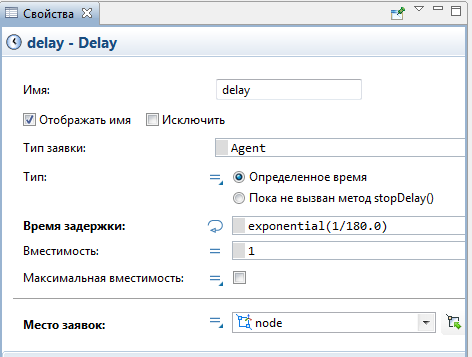 Свойства
delay - Delay
Имя: delay
Отображать имя Исключить
Тип заявки: Agent
Тип: Определенное время
Пока не вызван метод stopDelay()
Время задержки: exponential(1/180.0)
Вместимость: 1
Максимальная вместимость:
Место заявок: node